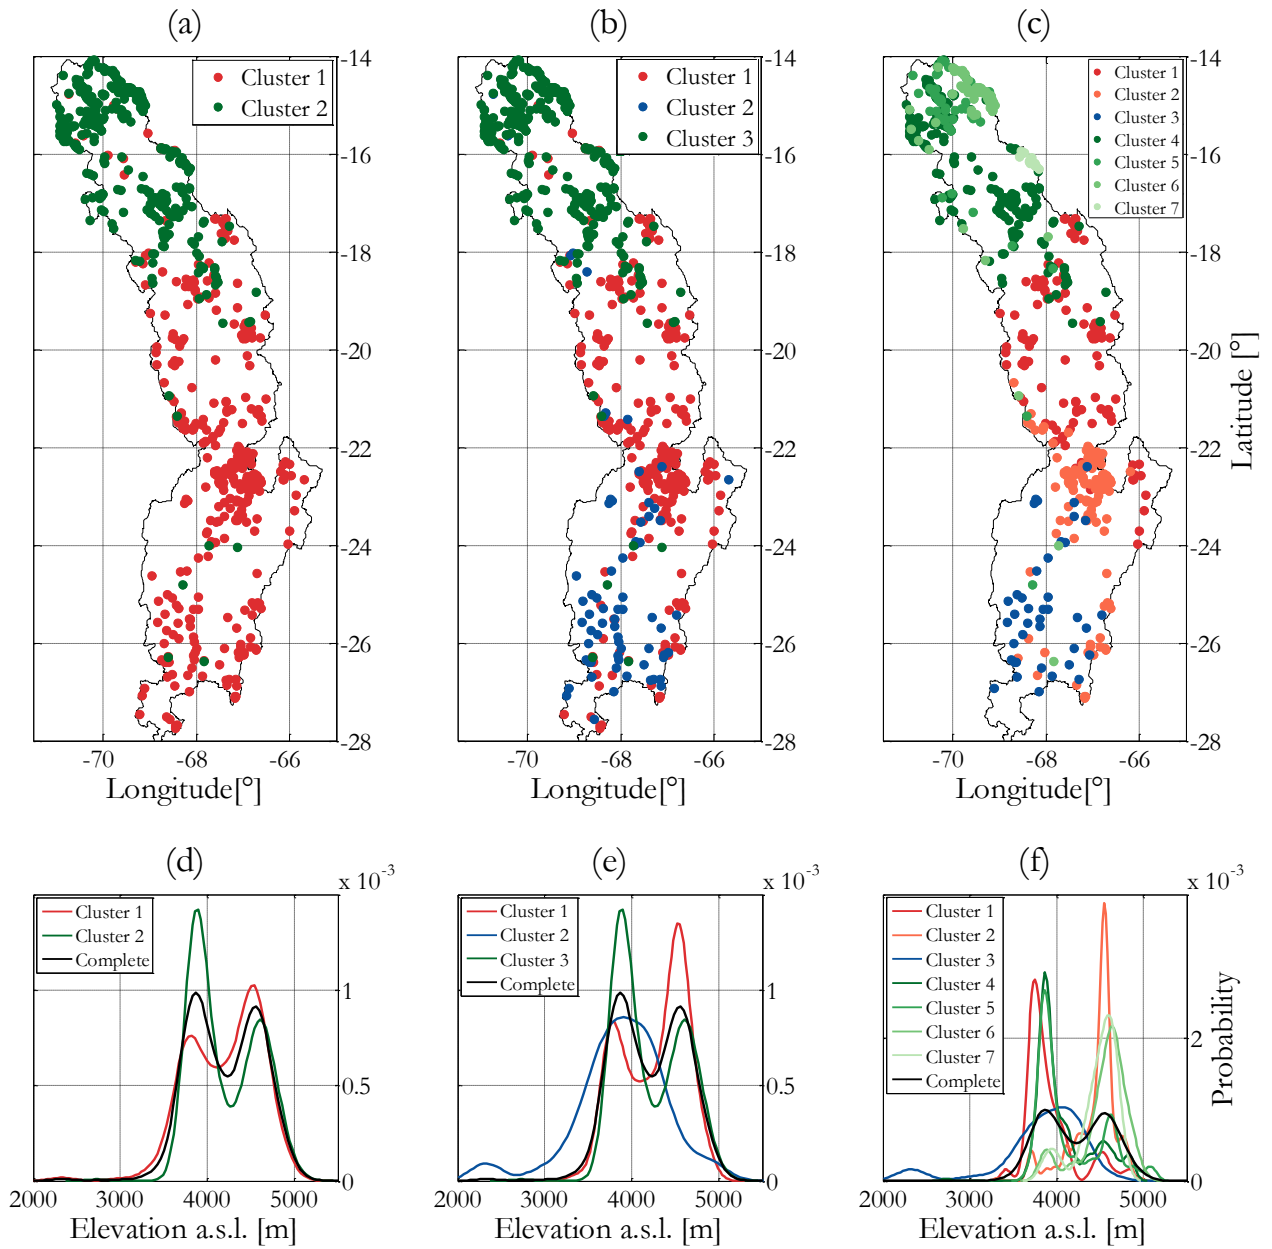 (a)
(b)
(c)
Cluster 1
Cluster 2
Cluster 1
Cluster 2
Cluster 3
Cluster 1
Cluster 2
Cluster 3
Cluster 4
Cluster 5
Cluster 6
Cluster 7
-14
-16
-18
-20
-22
-24
-26
-28
-70
-68
-66
Longitude[°]
-14
-16
-18
-20
-22
-24
-26
-28
-70
-68
-66
Longitude[°]
-14
-16
-18
-20
-22
-24
-26
-28
Latitude [°]
-70
-68
-66
Longitude[°]
(d)
x 10-3
Cluster 1
Cluster 2
Complete
1
0.5
0
2000
3000
4000
5000
Elevation a.s.l. [m]
(e)
x 10-3
Cluster 1
Cluster 2
Cluster 3
Complete
1
0.5
0
2000
3000
4000
5000
Elevation a.s.l. [m]
(f)
x 10-3
Cluster 1
Cluster 2
Cluster 3
Cluster 4
Cluster 5
Cluster 6
Cluster 7
Complete
2
0
Probability
2000
3000
4000
5000
Elevation a.s.l. [m]